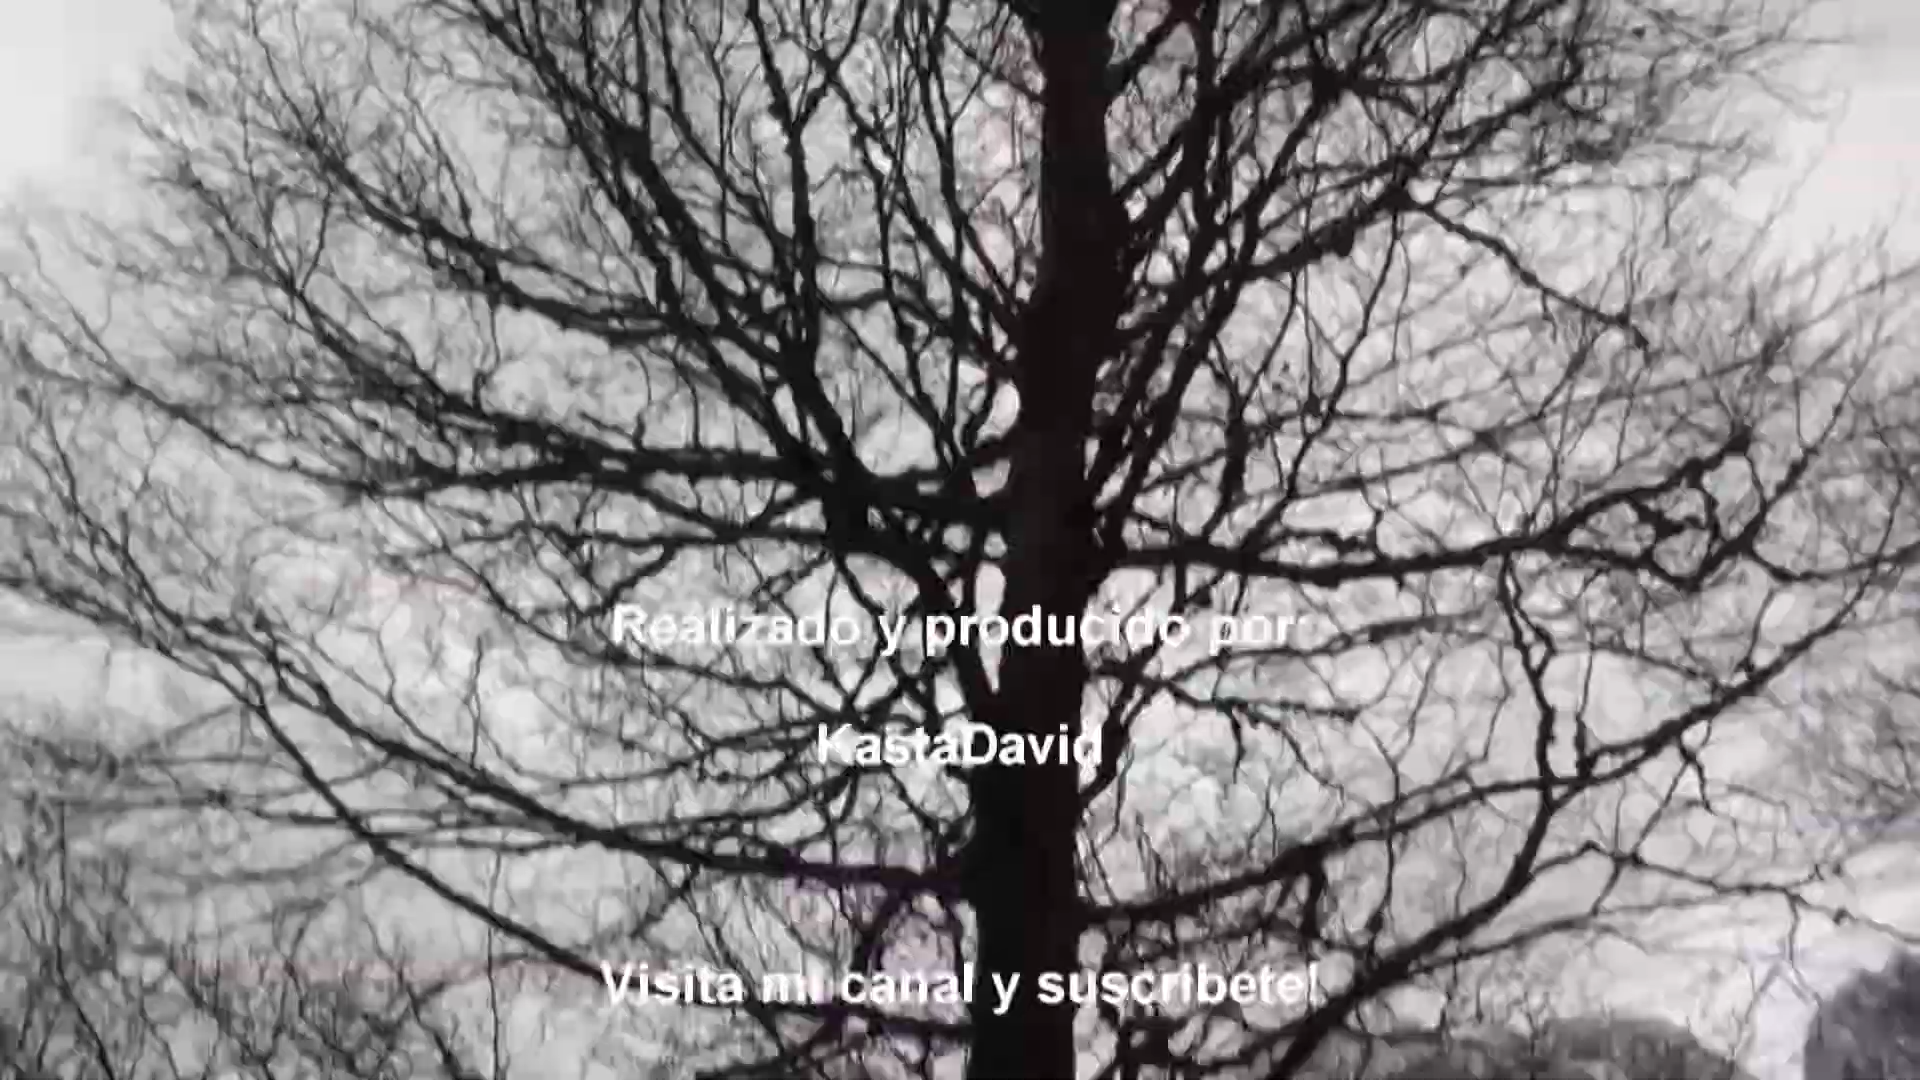 Realizado y producido por:
KastaDavid
Visita mi canal y suscribete!